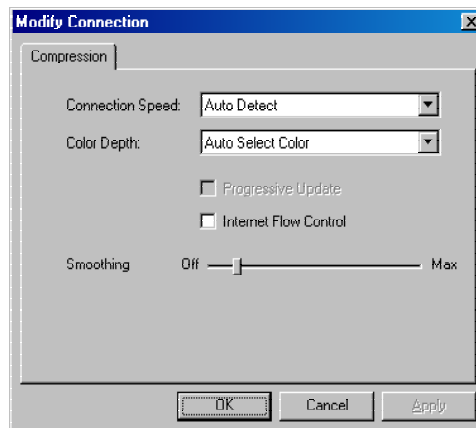 Modify Connection
Compression
Connection Speed: Auto Detect
Color Depth: Auto Select Color
Progressive Update
Internet Flow Control
Smoothing Off Max
OK Cancel Apply